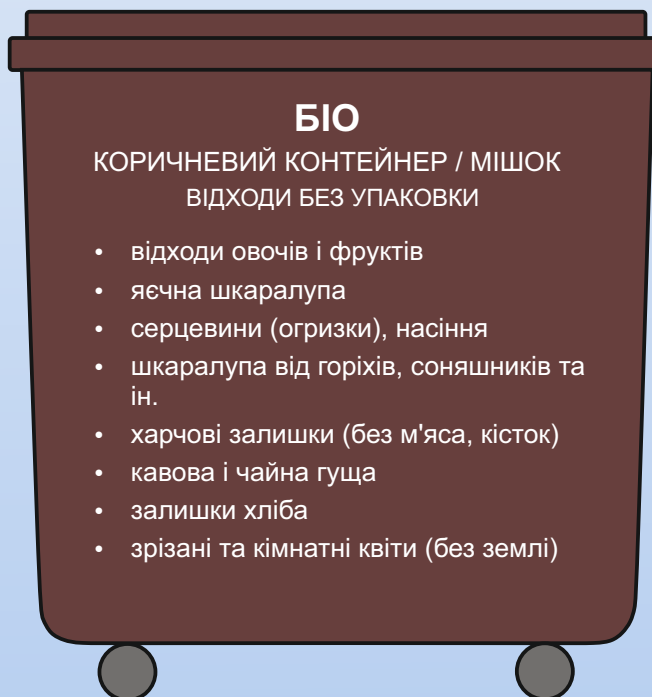 БІО
КОРИЧНЕВИЙ КОНТЕЙНЕР / МІШОК
ВІДХОДИ БЕЗ УПАКОВКИ
• відходи овочів і фруктів
• яєчна шкаралупа
• серцевини (огризки), насіння
• шкаралупа від горіхів, соняшників та
ін.
• харчові залишки (без м'яса, кісток)
• кавова і чайна гуща
• залишки хліба
• зрізані та кімнатні квіти (без землі)